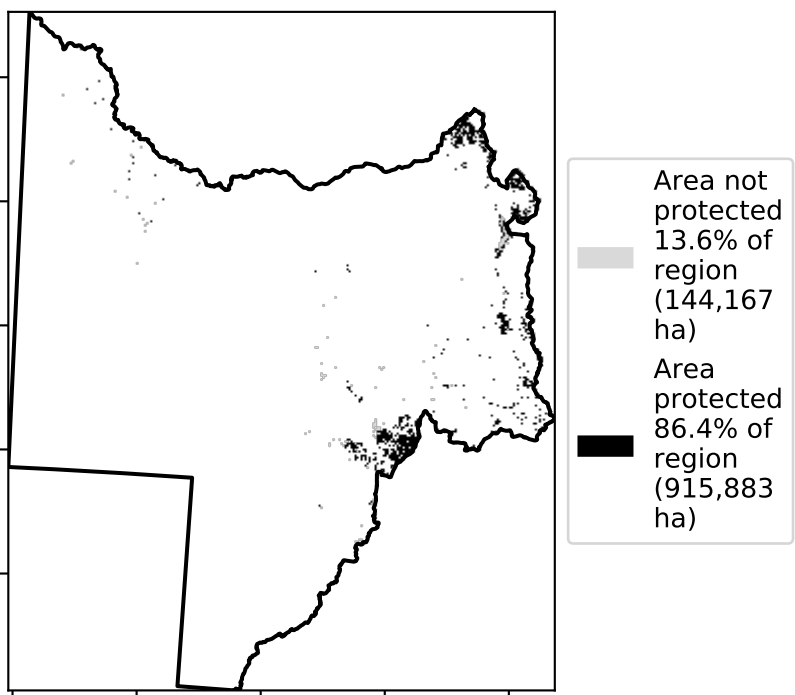 Area not
protected
13.6% of
region
(144,167
ha)
Area
protected
86.4% of
region
(915,883
ha)